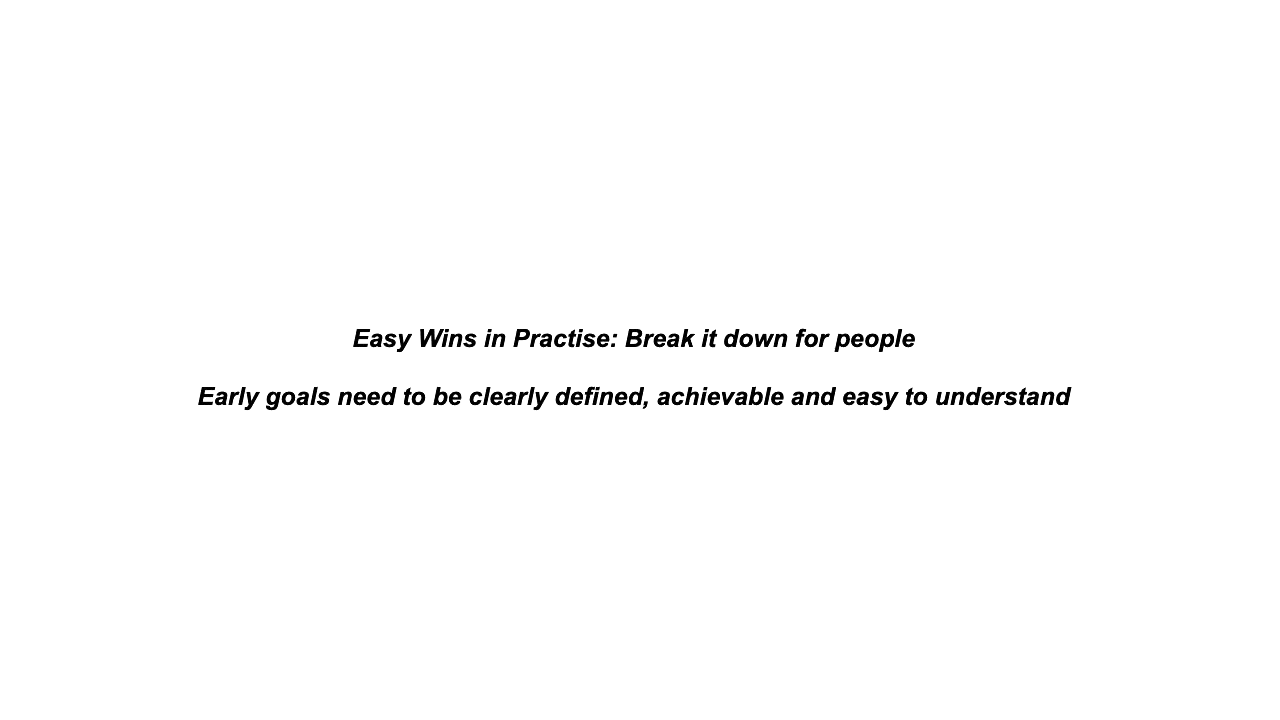 Easy Wins in Practise: Break it down for people
Early goals need to be clearly defined, achievable and easy to understand